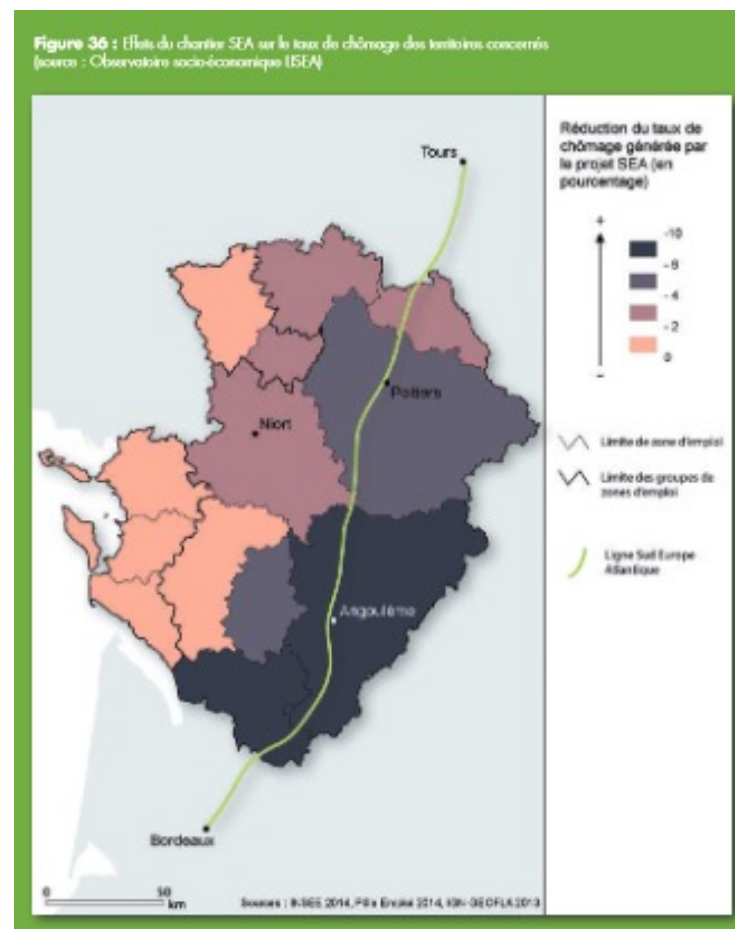 Figure 36 : Effets du chantier SEA sur le taux de chômage des territoires concernés
(source : Observatoire socio-économique LISEA)
Réduction du taux de
chômage générée par
le projet SEA (en
pourcentage)
+
-10
-4
-2
0
-
Limite de zone d'emploi
Limite des groupes de
zones d'emploi
Ligne Sud Europe
Atlantique
Tours
Poitiers
Niort
Angoulême
Bordeaux
0 50
km
Sources : INSEE 2014, Pôle Emploi 2014, IGN-GEOFLA 2013